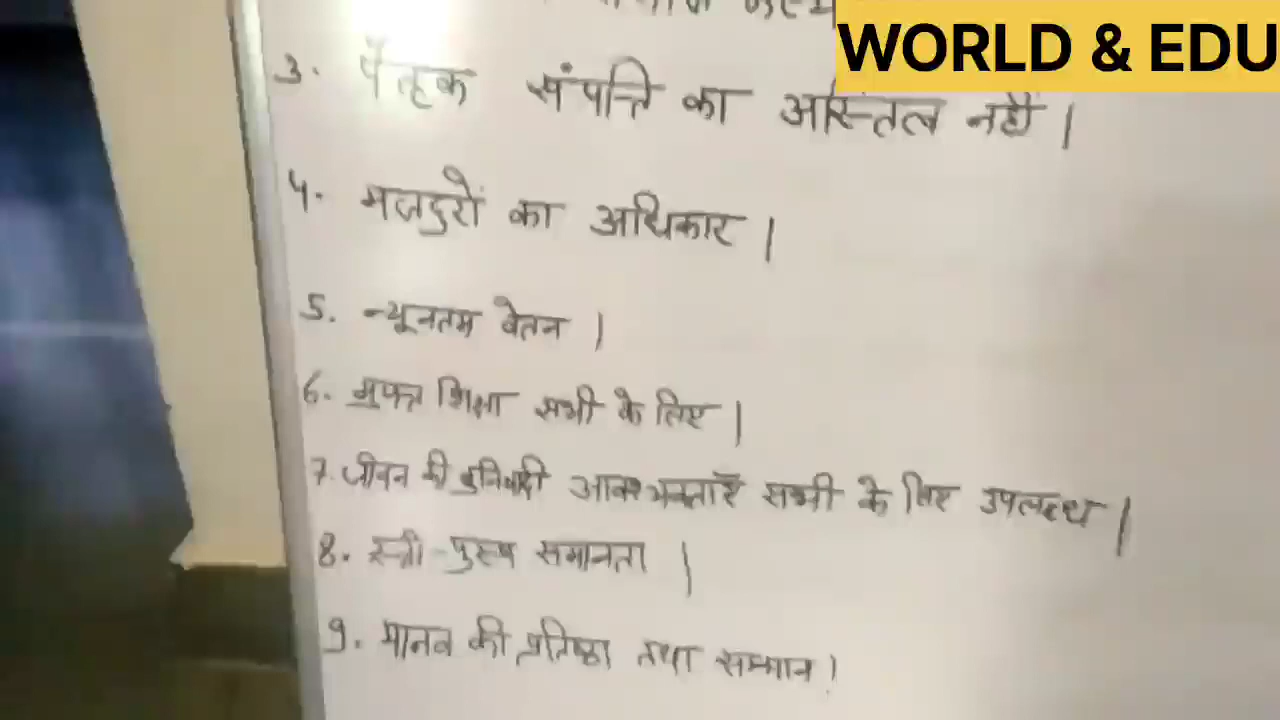 WORLD & EDU
3. पैतृक संपत्ति का अस्तित्व नहीं।
4. मजदुरों का अधिकार।
5. न्यूनतम वेतन।
6. मुफ्त शिक्षा सभी के लिए।
7. जीवन की बुनियादी आवश्यकताएँ सभी के लिए उपलब्ध।
8. स्त्री-पुरुष समानता।
9. मानव की प्रतिष्ठा तथा सम्मान।